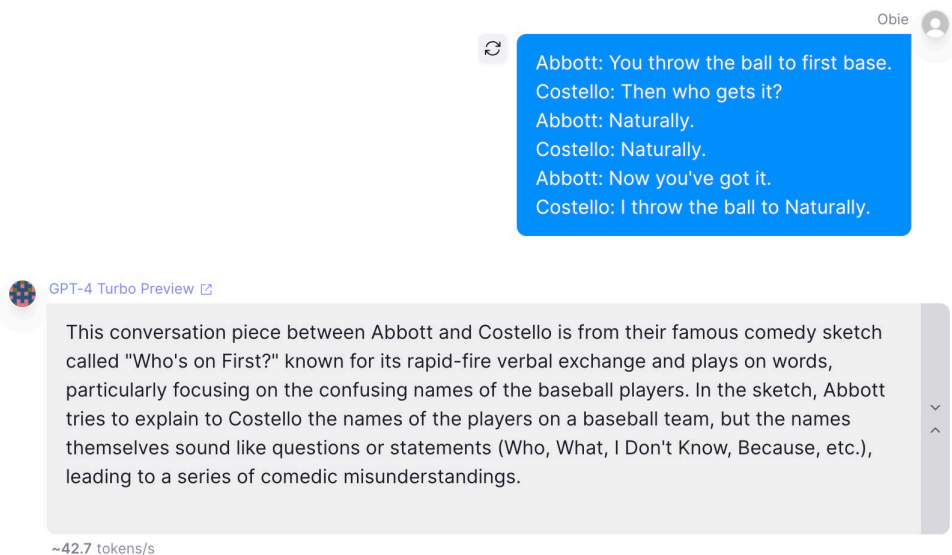 Obie
Abbott: You throw the ball to first base.
Costello: Then who gets it?
Abbott: Naturally.
Costello: Naturally.
Abbott: Now you've got it.
Costello: I throw the ball to Naturally.
GPT-4 Turbo Preview
This conversation piece between Abbott and Costello is from their famous comedy sketch
called "Who's on First?" known for its rapid-fire verbal exchange and plays on words,
particularly focusing on the confusing names of the baseball players. In the sketch, Abbott
tries to explain to Costello the names of the players on a baseball team, but the names
themselves sound like questions or statements (Who, What, I Don't Know, Because, etc.),
leading to a series of comedic misunderstandings.
~42.7 tokens/s